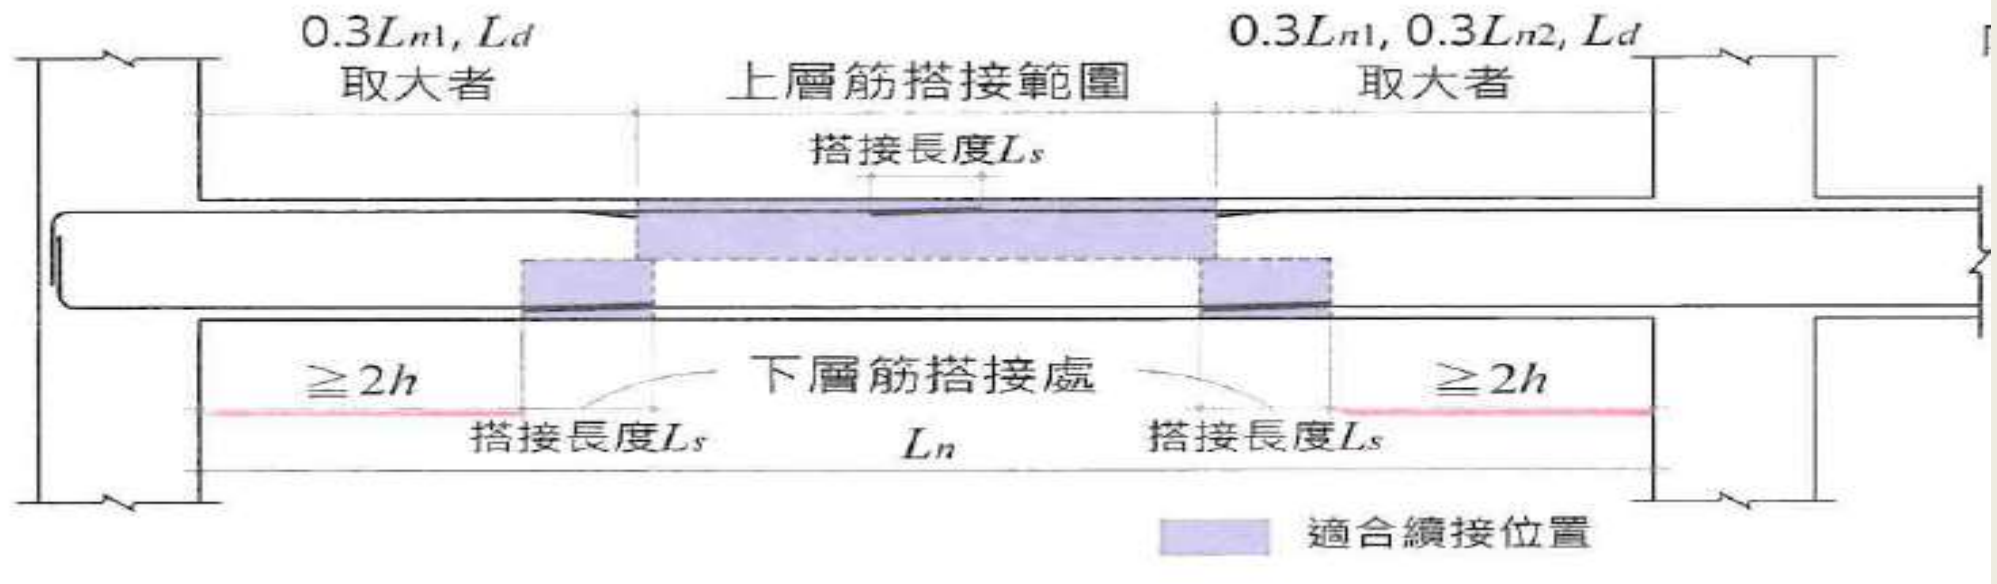 0.3Ln1, Ld
取大者
上層筋搭接範圍
0.3Ln1, 0.3Ln2, Ld
取大者
搭接長度Ls
≧2h
下層筋搭接處
≧2h
搭接長度Ls
Ln
搭接長度Ls
適合續接位置